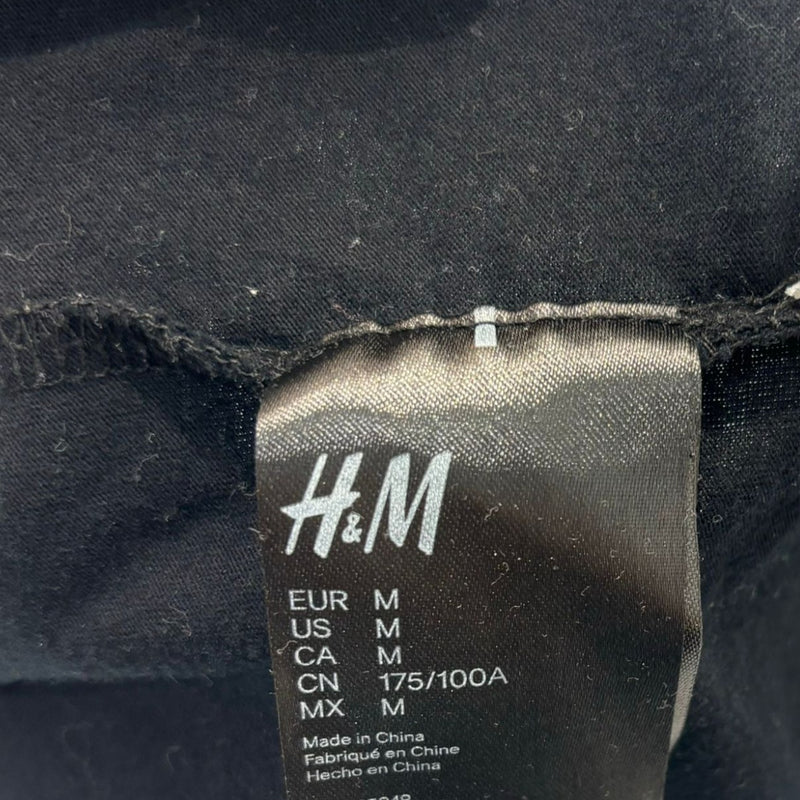 H&M
EUR M
US M
CA M
CN 175/100A
MX M
Made in China
Fabriqué en Chine
Hecho en China